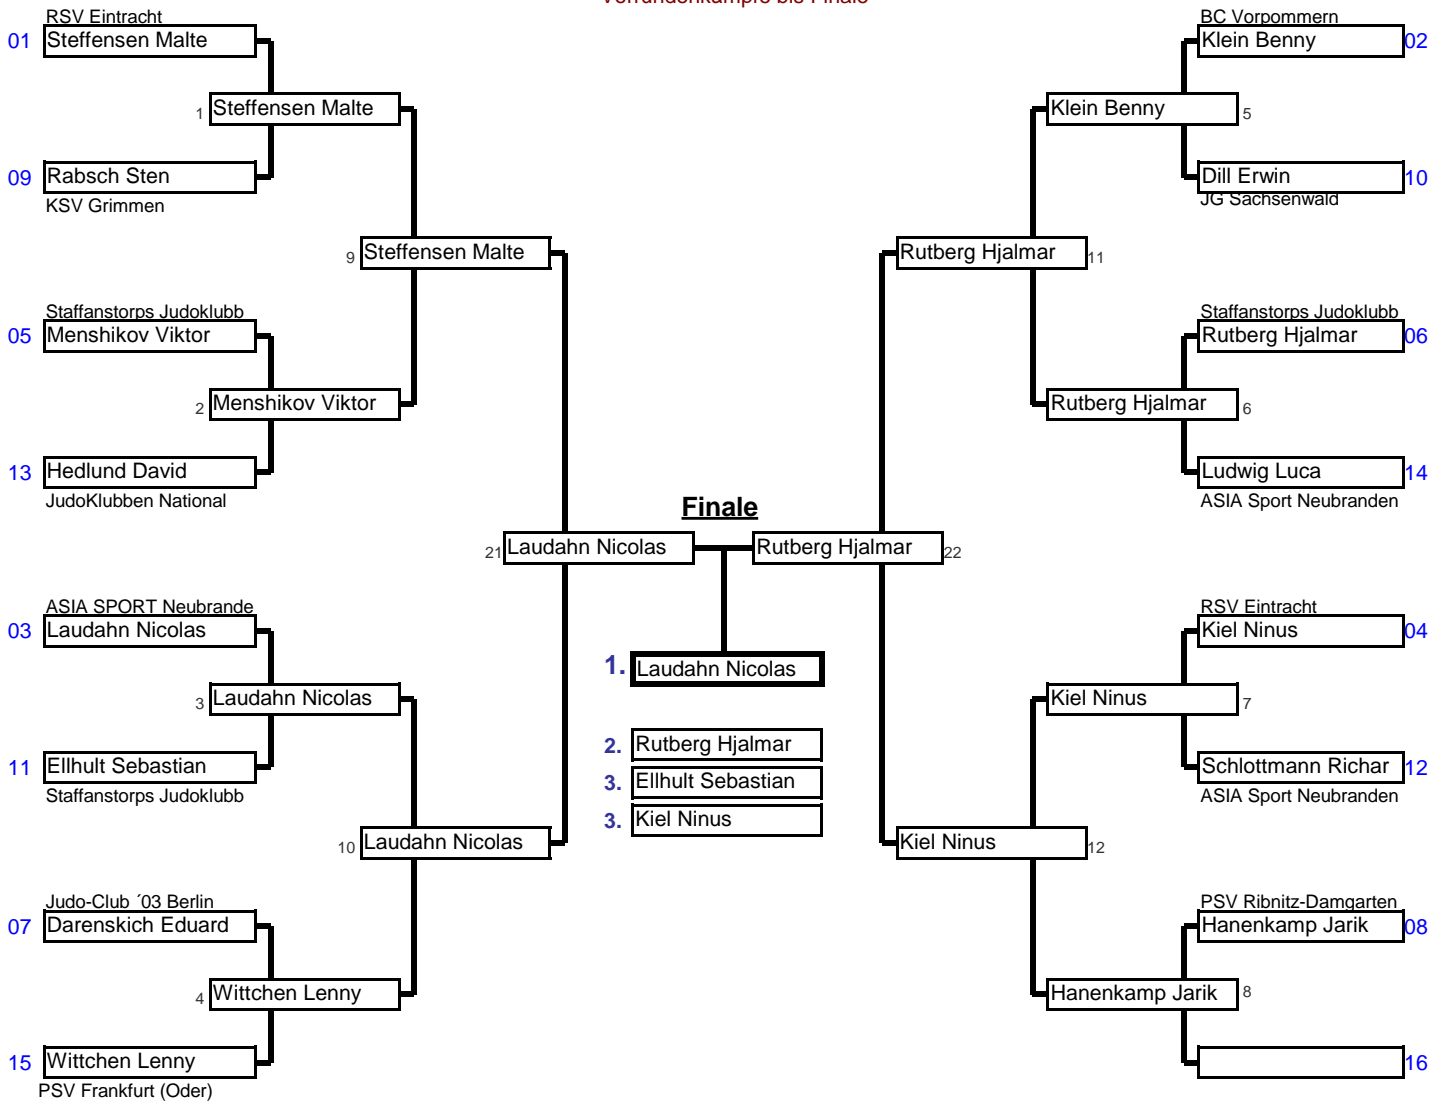 Vorrundenkämpfe bis Finale
RSV Eintracht
01 Steffensen Malte
1 Steffensen Malte
09 Rabsch Sten
KSV Grimmen
9 Steffensen Malte
Staffanstorps Judoklubb
05 Menshikov Viktor
2 Menshikov Viktor
13 Hedlund David
JudoKlubben National
21 Laudahn Nicolas
ASIA SPORT Neubrande
03 Laudahn Nicolas
3 Laudahn Nicolas
11 Ellhult Sebastian
Staffanstorps Judoklubb
10 Laudahn Nicolas
Judo-Club ´03 Berlin
07 Darenskich Eduard
4 Wittchen Lenny
15 Wittchen Lenny
PSV Frankfurt (Oder)
Finale
1. Laudahn Nicolas
2. Rutberg Hjalmar
3. Ellhult Sebastian
3. Kiel Ninus
BC Vorpommern
Klein Benny 02
Klein Benny 5
Dill Erwin 10
JG Sachsenwald
Rutberg Hjalmar 11
Staffanstorps Judoklubb
Rutberg Hjalmar 06
Rutberg Hjalmar 6
Ludwig Luca 14
ASIA Sport Neubranden
Rutberg Hjalmar 22
RSV Eintracht
Kiel Ninus 04
Kiel Ninus 7
Schlottmann Richar 12
ASIA Sport Neubranden
Kiel Ninus 12
PSV Ribnitz-Damgarten
Hanenkamp Jarik 08
Hanenkamp Jarik 8
16